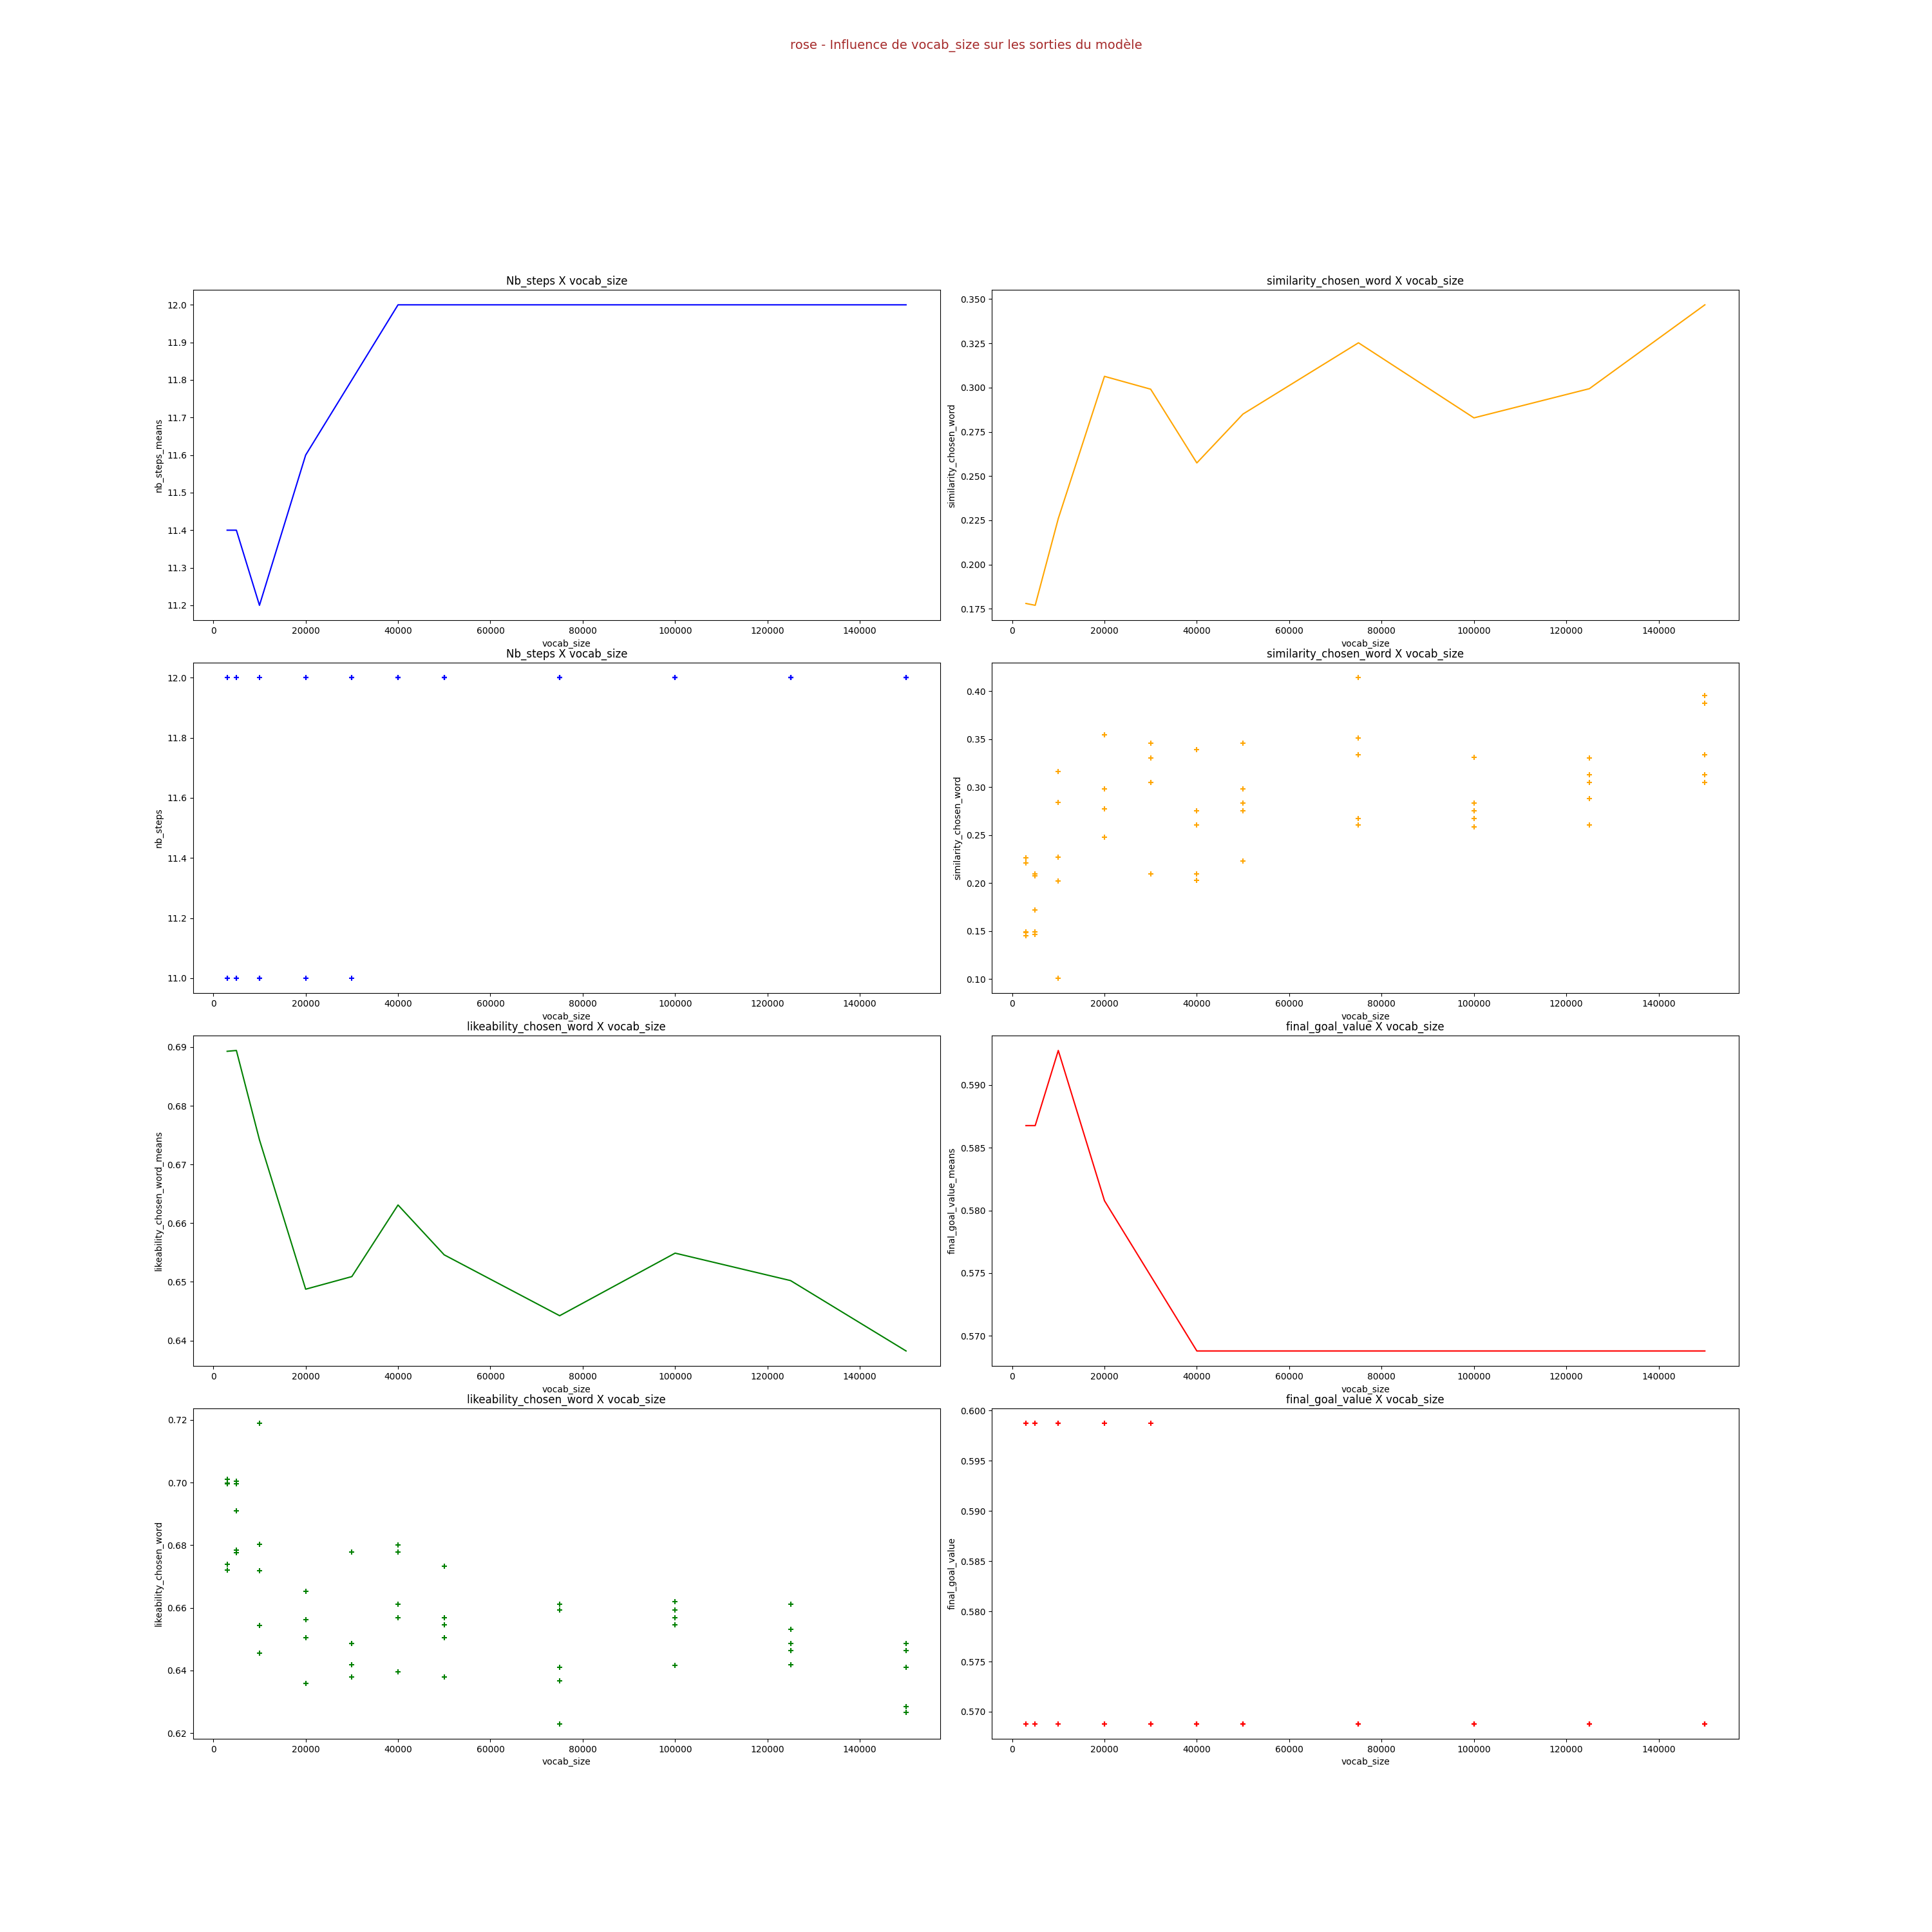 rose - Influence de vocab_size sur les sorties du modèle
Nb_steps X vocab_size
nb_steps_means
12.0
11.9
11.8
11.7
11.6
11.5
11.4
11.3
11.2
0 20000 40000 60000 80000 100000 120000 140000
vocab_size
similarity_chosen_word X vocab_size
similarity_chosen_word
0.350
0.325
0.300
0.275
0.250
0.225
0.200
0.175
0 20000 40000 60000 80000 100000 120000 140000
vocab_size
Nb_steps X vocab_size
nb_steps
12.0
11.8
11.6
11.4
11.2
11.0
0 20000 40000 60000 80000 100000 120000 140000
vocab_size
similarity_chosen_word X vocab_size
similarity_chosen_word
0.40
0.35
0.30
0.25
0.20
0.15
0.10
0 20000 40000 60000 80000 100000 120000 140000
vocab_size
likeability_chosen_word X vocab_size
likeability_chosen_word_means
0.69
0.68
0.67
0.66
0.65
0.64
0 20000 40000 60000 80000 100000 120000 140000
vocab_size
final_goal_value X vocab_size
final_goal_value_means
0.590
0.585
0.580
0.575
0.570
0 20000 40000 60000 80000 100000 120000 140000
vocab_size
likeability_chosen_word X vocab_size
likeability_chosen_word
0.72
0.70
0.68
0.66
0.64
0.62
0 20000 40000 60000 80000 100000 120000 140000
vocab_size
final_goal_value X vocab_size
final_goal_value
0.600
0.595
0.590
0.585
0.580
0.575
0.570
0 20000 40000 60000 80000 100000 120000 140000
vocab_size